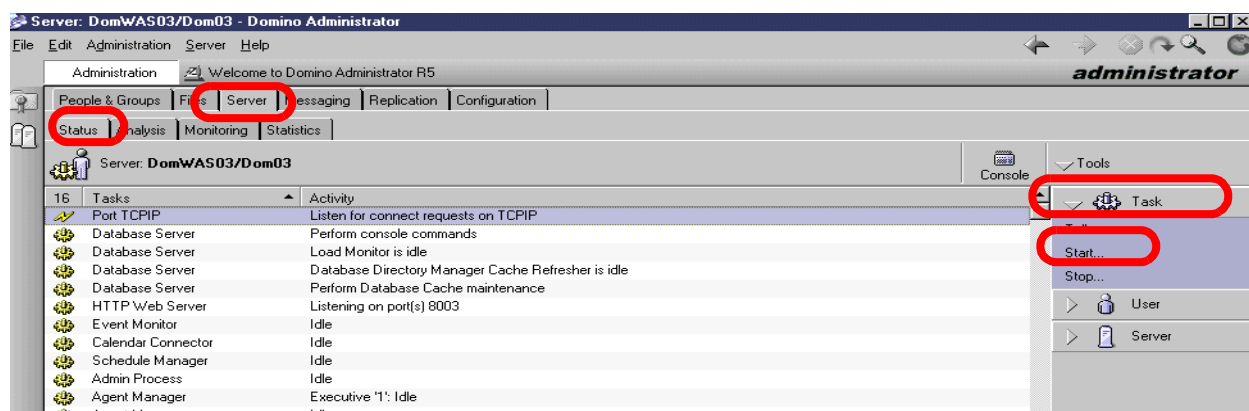 Server: DomWAS03/Dom03 - Domino Administrator
File Edit Administration Server Help
Administration Welcome to Domino Administrator R5 administrator
People & Groups Files Server Messaging Replication Configuration
Status Analysis Monitoring Statistics
Server: DomWAS03/Dom03 Console Tools
16 Tasks Activity Task
Port TCPIP Listen for connect requests on TCPIP
Database Server Perform console commands
Database Server Load Monitor is idle Start...
Database Server Database Directory Manager Cache Refresher is idle
Database Server Perform Database Cache maintenance Stop...
HTTP Web Server Listening on port(s) 8003 User
Event Monitor Idle
Calendar Connector Idle Server
Schedule Manager Idle
Admin Process Idle
Agent Manager Executive '1': Idle